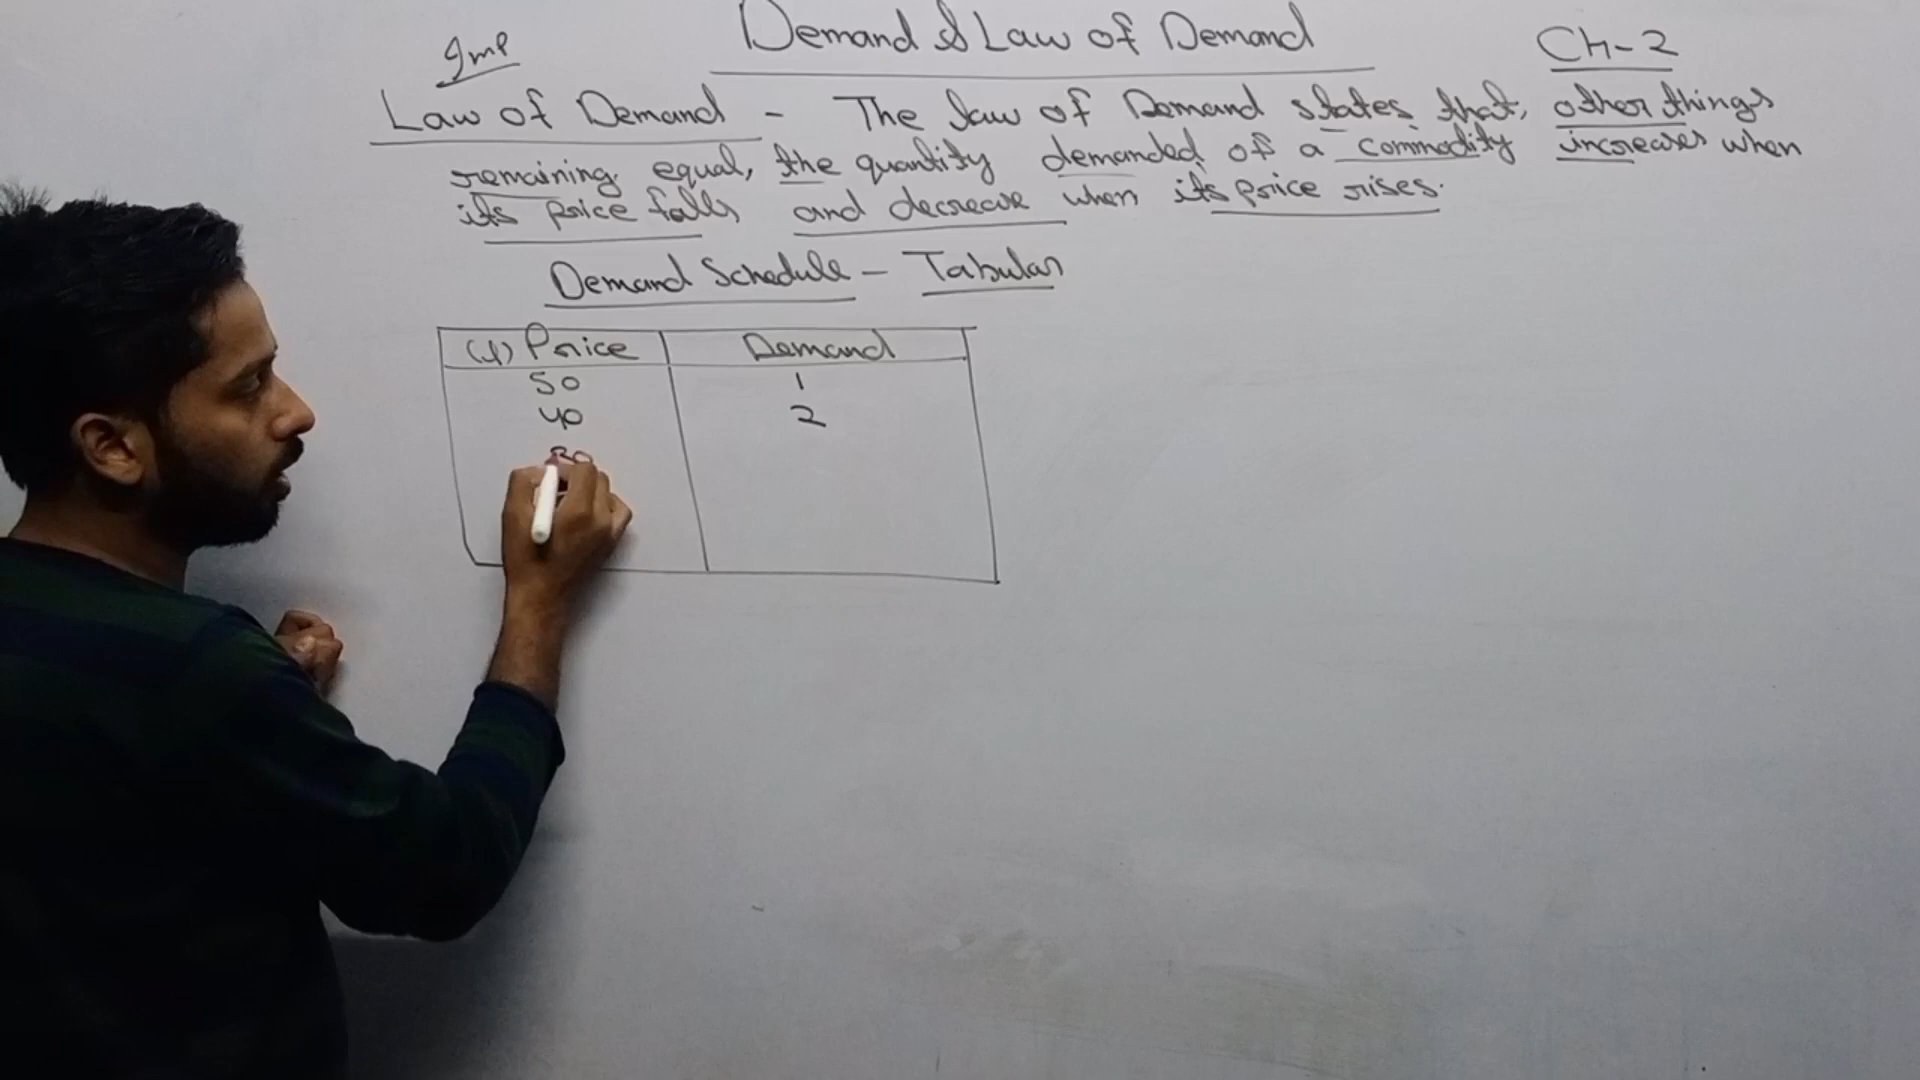 Imp
Demand & Law of Demand
Ch-2
Law of Demand - The law of Demand states that, other things
remaining equal, the quantity demanded of a commodity increases when
its price falls and decrease when its price rises.
Demand Schedule - Tabular
Price Demand
50 1
40 2
30